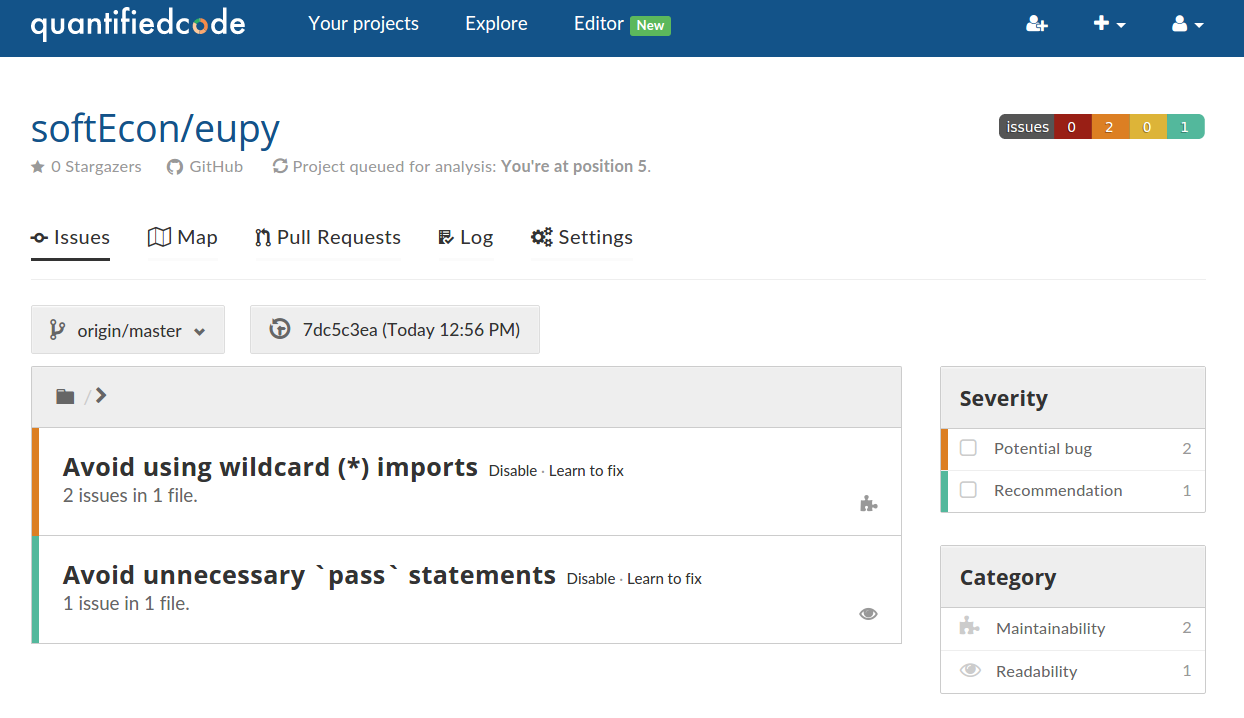 quantifiedcode Your projects Explore Editor New
softEcon/eupy
issues 0 2 0 1
0 Stargazers GitHub Project queued for analysis: You're at position 5.
Issues Map Pull Requests Log Settings
origin/master 7dc5c3ea (Today 12:56 PM)
/
Avoid using wildcard (*) imports Disable · Learn to fix
2 issues in 1 file.
Avoid unnecessary `pass` statements Disable · Learn to fix
1 issue in 1 file.
Severity
Potential bug 2
Recommendation 1
Category
Maintainability 2
Readability 1